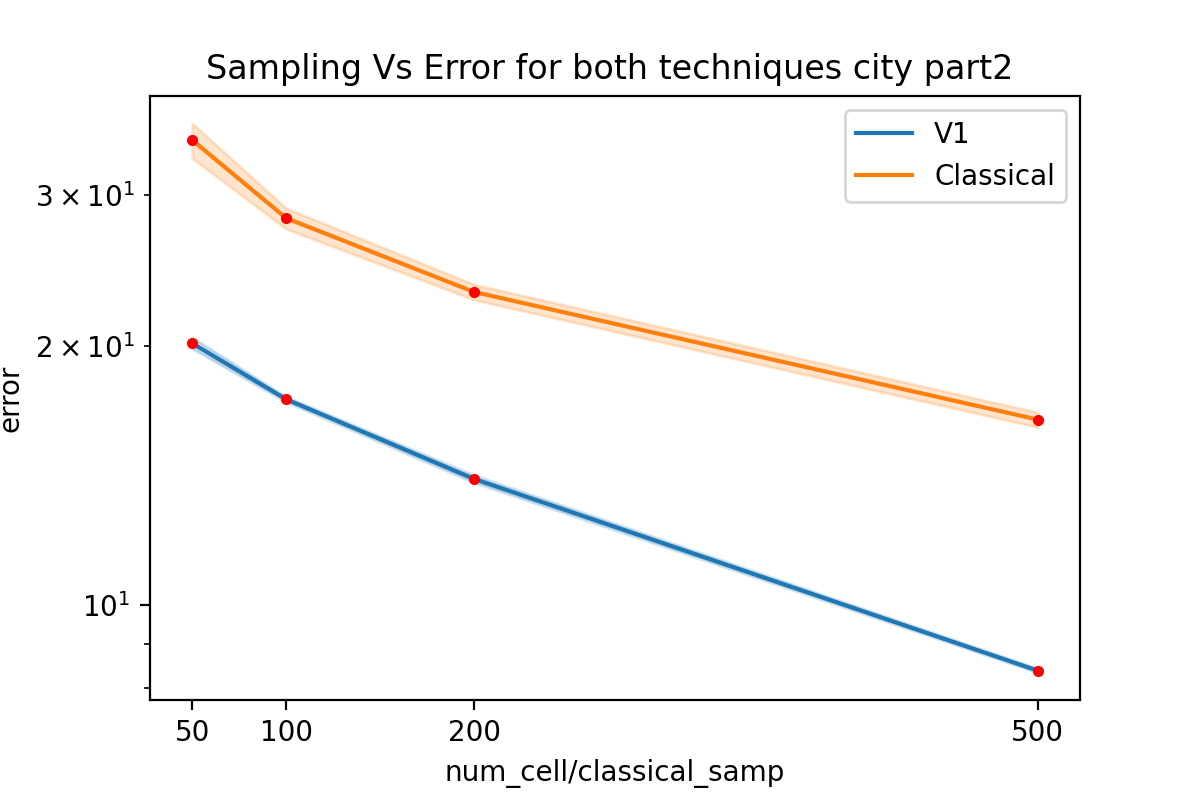 Sampling Vs Error for both techniques city part2
V1
Classical
3 × 10¹
2 × 10¹
10¹
error
50 100 200 500
num_cell/classical_samp